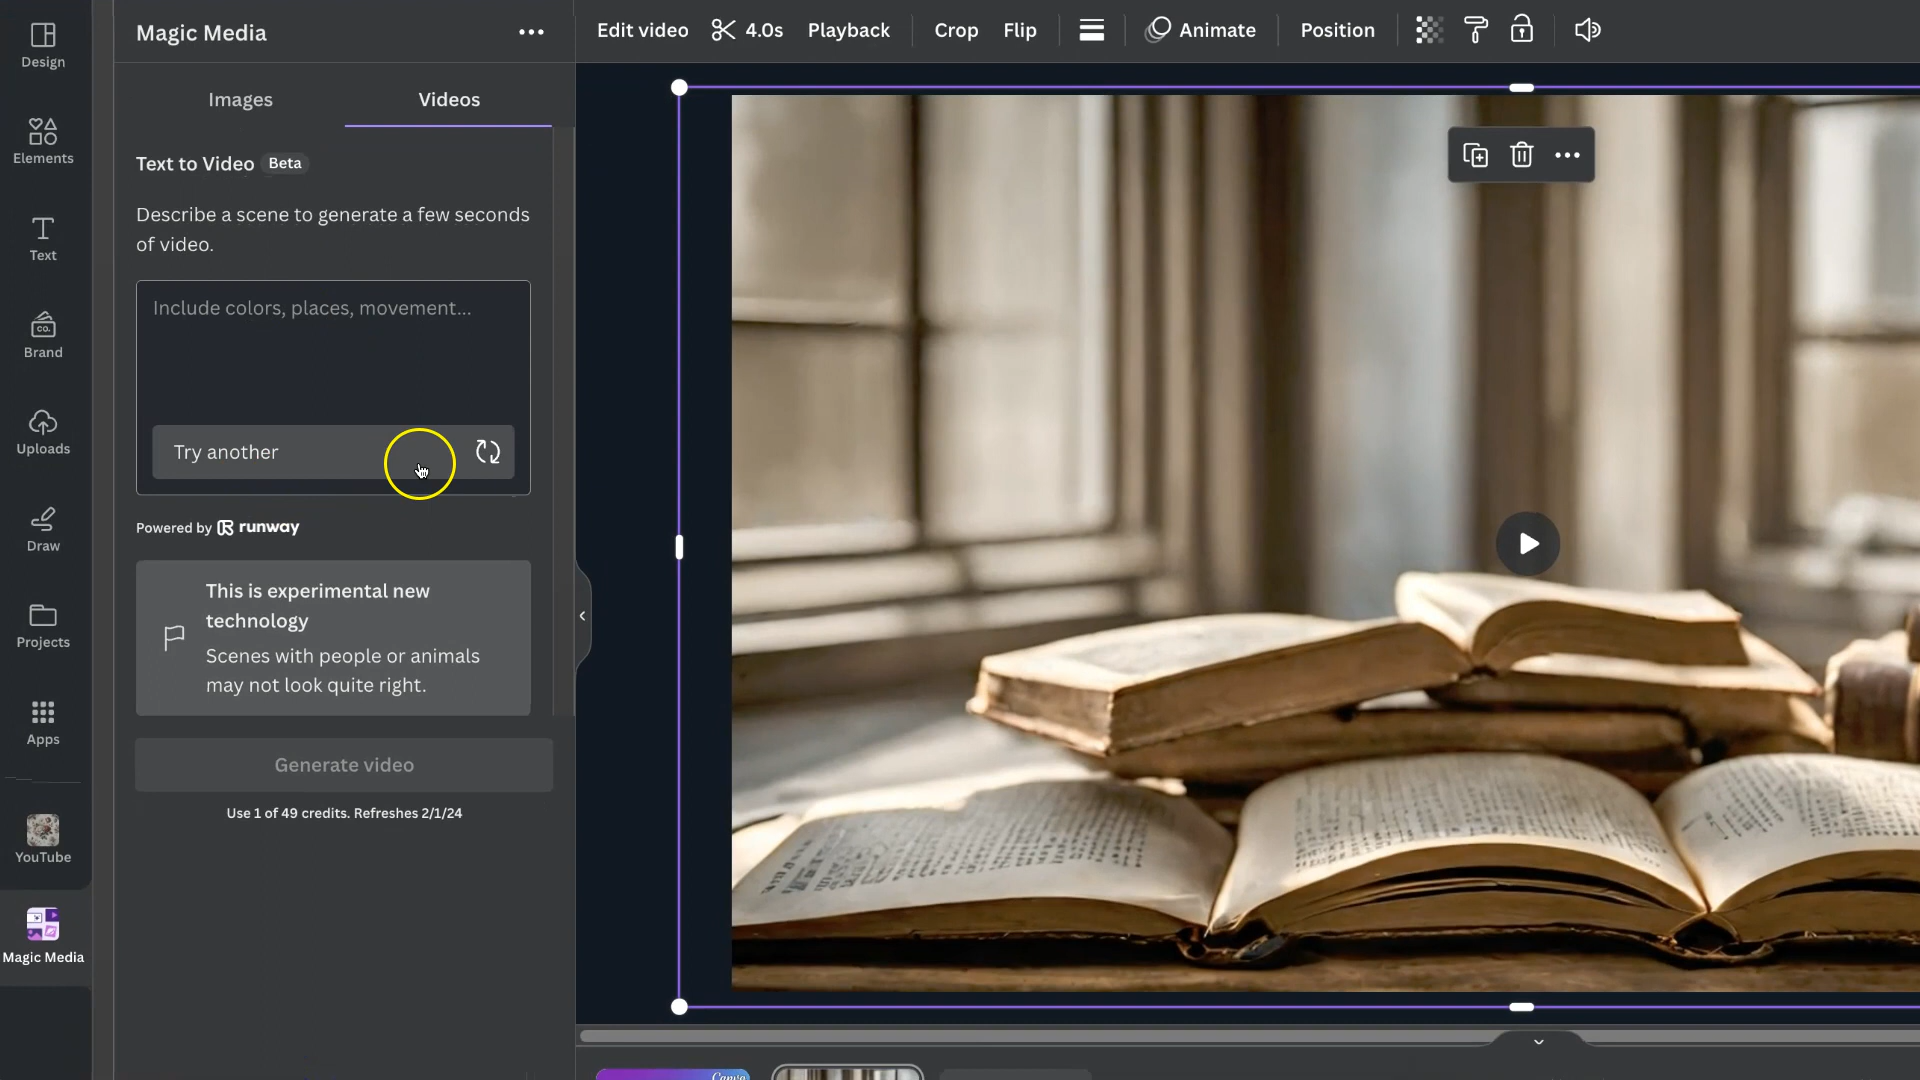 Design
Elements
Text
Brand
CO.
Uploads
Draw
Projects
Apps
YouTube
Magic Media
Magic Media
Images
Videos
Text to Video Beta
Describe a scene to generate a few seconds
of video.
Include colors, places, movement...
Try another
Powered by runway
This is experimental new
technology
Scenes with people or animals
may not look quite right.
Generate video
Use 1 of 49 credits. Refreshes 2/1/24
Edit video
4.0s
Playback
Crop
Flip
Animate
Position
Canva